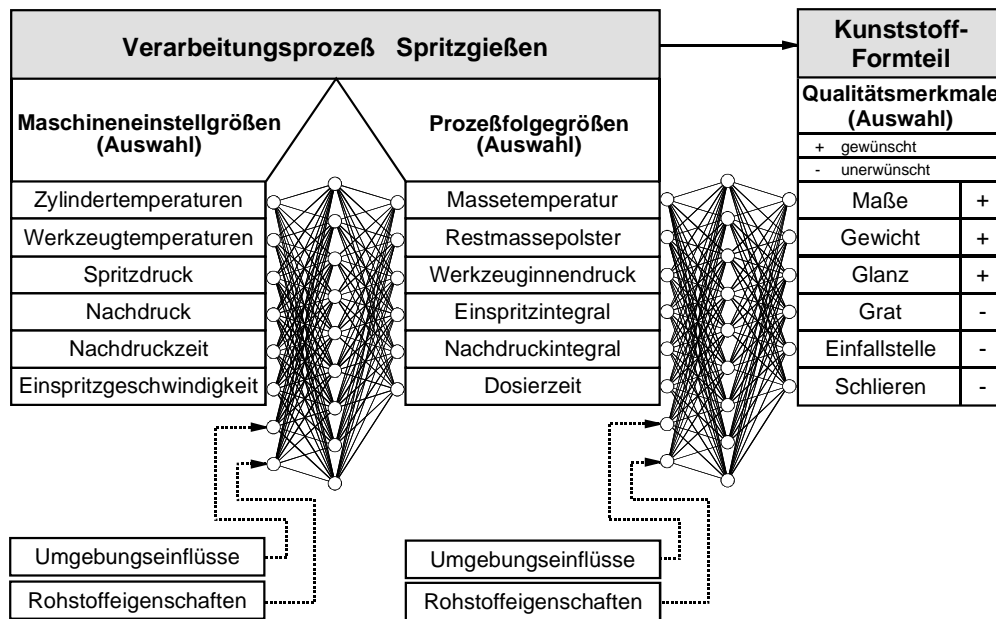 Verarbeitungsprozeß Spritzgießen
Kunststoff-
Formteil
Maschineneinstellgrößen
(Auswahl)
Prozeßfolgegrößen
(Auswahl)
Qualitätsmerkmale
(Auswahl)
+ gewünscht
- unerwünscht
Zylindertemperaturen
Massetemperatur
Maße +
Werkzeugtemperaturen
Restmassepolster
Gewicht +
Spritzdruck
Werkzeuginnendruck
Glanz +
Nachdruck
Einspritzintegral
Grat -
Nachdruckzeit
Nachdruckintegral
Einfallstelle -
Einspritzgeschwindigkeit
Dosierzeit
Schlieren -
Umgebungseinflüsse
Umgebungseinflüsse
Rohstoffeigenschaften
Rohstoffeigenschaften